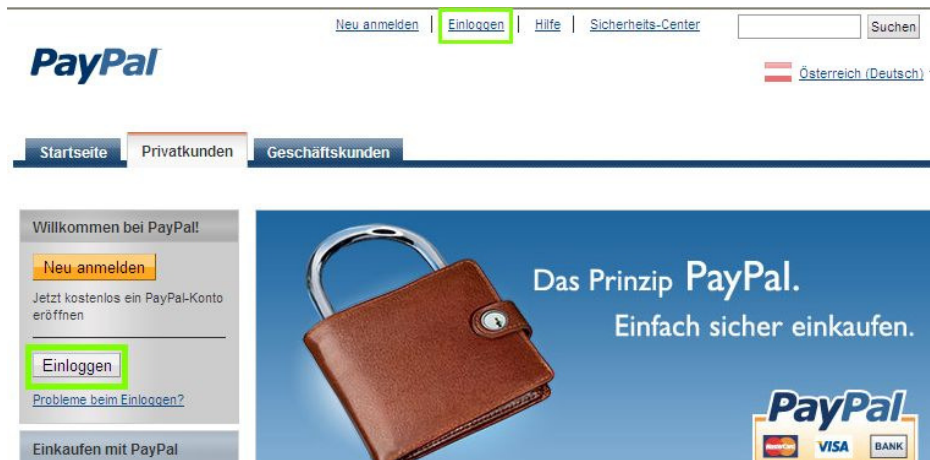 Neu anmelden | Einloggen | Hilfe | Sicherheits-Center Suchen
PayPal
Österreich (Deutsch)
Startseite Privatkunden Geschäftskunden
Willkommen bei PayPal!
Neu anmelden
Jetzt kostenlos ein PayPal-Konto
eröffnen
Einloggen
Probleme beim Einloggen?
Einkaufen mit PayPal
Das Prinzip PayPal.
Einfach sicher einkaufen.
PayPal
MasterCard VISA BANK